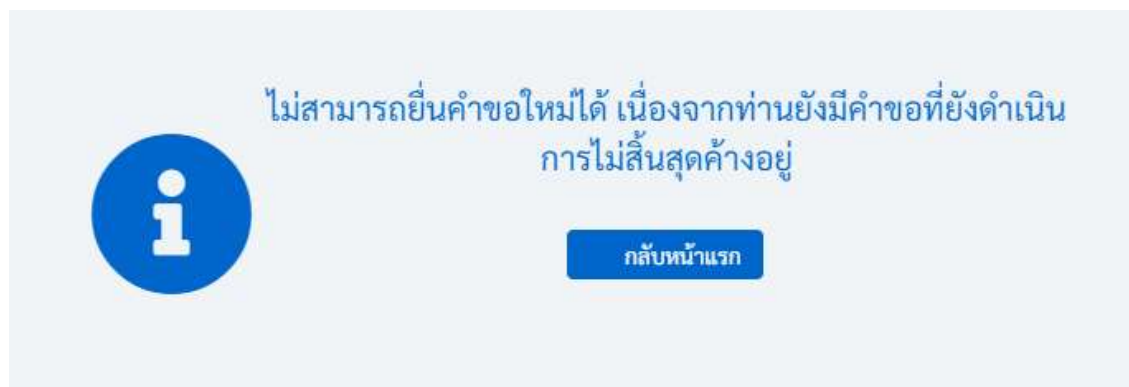 ไม่สามารถยื่นคำขอใหม่ได้ เนื่องจากท่านยังมีคำขอที่ยังดำเนิน
การไม่สิ้นสุดค้างอยู่
กลับหน้าแรก